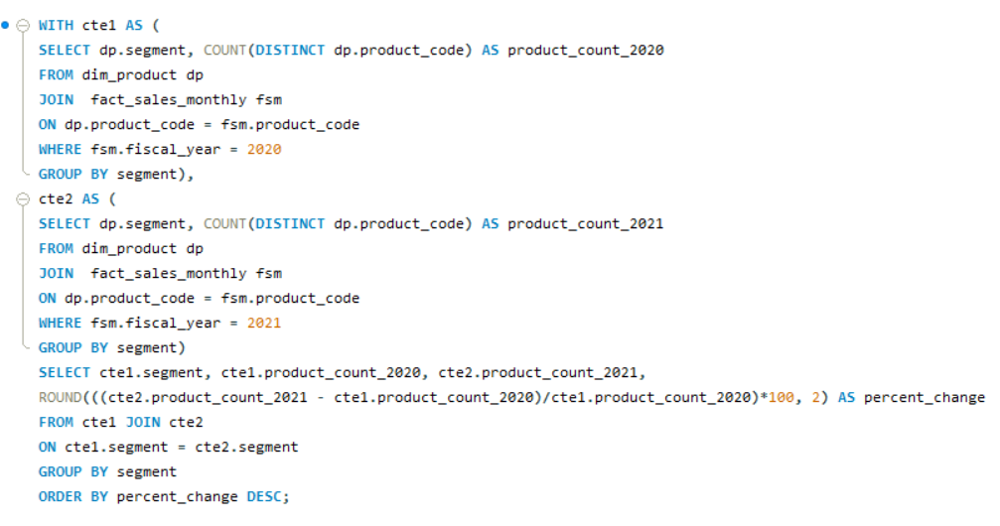 WITH cte1 AS (
SELECT dp.segment, COUNT(DISTINCT dp.product_code) AS product_count_2020
FROM dim_product dp
JOIN  fact_sales_monthly fsm
ON dp.product_code = fsm.product_code
WHERE fsm.fiscal_year = 2020
GROUP BY segment),
cte2 AS (
SELECT dp.segment, COUNT(DISTINCT dp.product_code) AS product_count_2021
FROM dim_product dp
JOIN  fact_sales_monthly fsm
ON dp.product_code = fsm.product_code
WHERE fsm.fiscal_year = 2021
GROUP BY segment)
SELECT cte1.segment, cte1.product_count_2020, cte2.product_count_2021,
ROUND(((cte2.product_count_2021 - cte1.product_count_2020)/cte1.product_count_2020)*100, 2) AS percent_change
FROM cte1 JOIN cte2
ON cte1.segment = cte2.segment
GROUP BY segment
ORDER BY percent_change DESC;